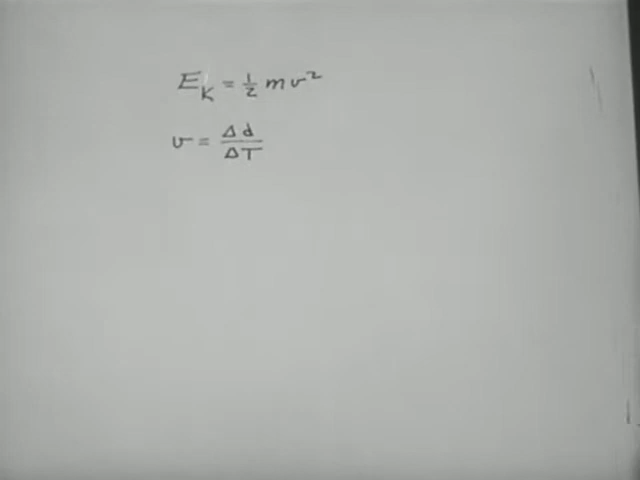 E_K = ½ mv²
v = Δd/ΔT